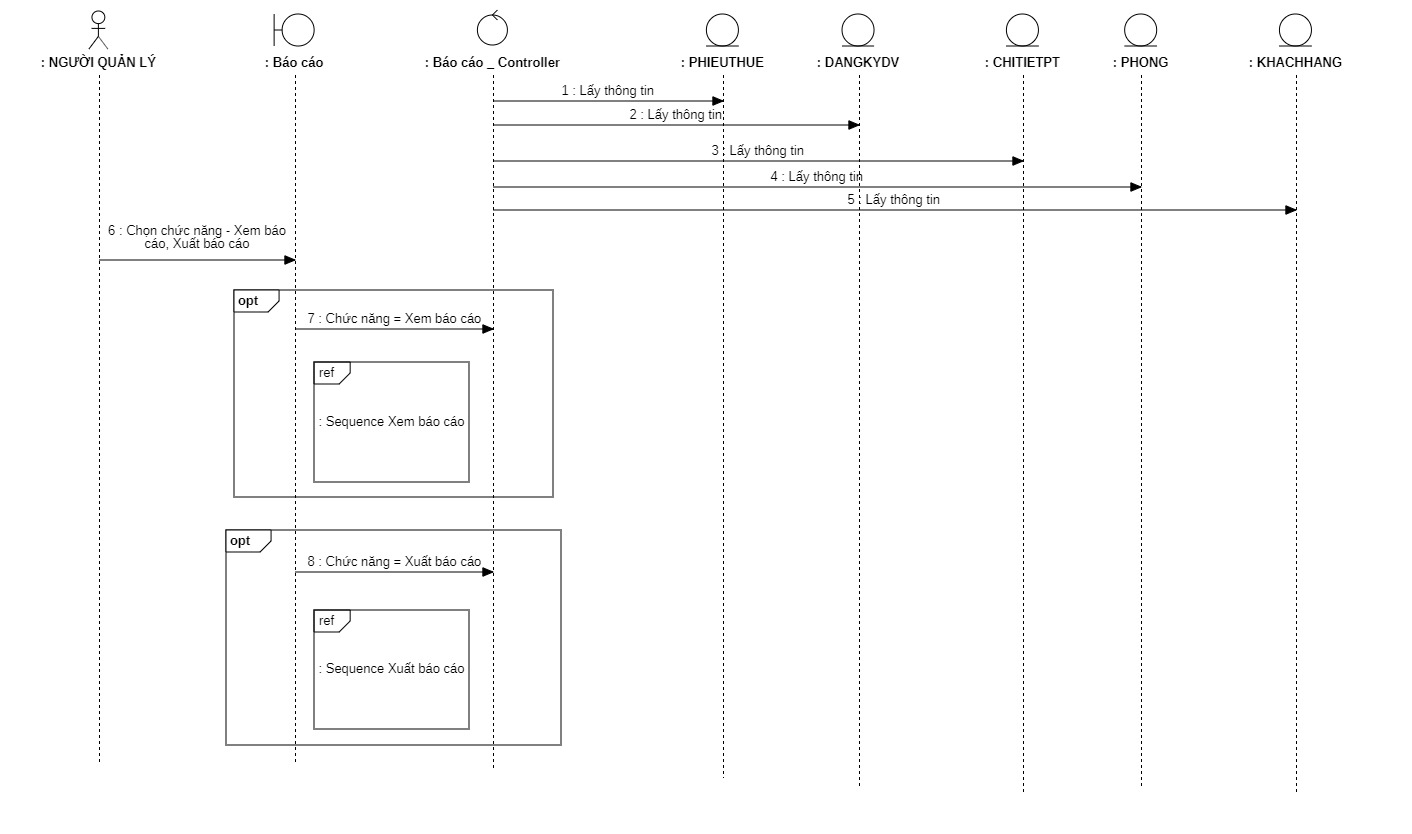 : NGƯỜI QUẢN LÝ
: Báo cáo
: Báo cáo _ Controller
: PHIEUTHUE
: DANGKYDV
: CHITIETPT
: PHONG
: KHACHHANG
1 : Lấy thông tin
2 : Lấy thông tin
3 : Lấy thông tin
4 : Lấy thông tin
5 : Lấy thông tin
6 : Chọn chức năng - Xem báo
cáo, Xuất báo cáo
opt
7 : Chức năng = Xem báo cáo
ref
: Sequence Xem báo cáo
opt
8 : Chức năng = Xuất báo cáo
ref
: Sequence Xuất báo cáo